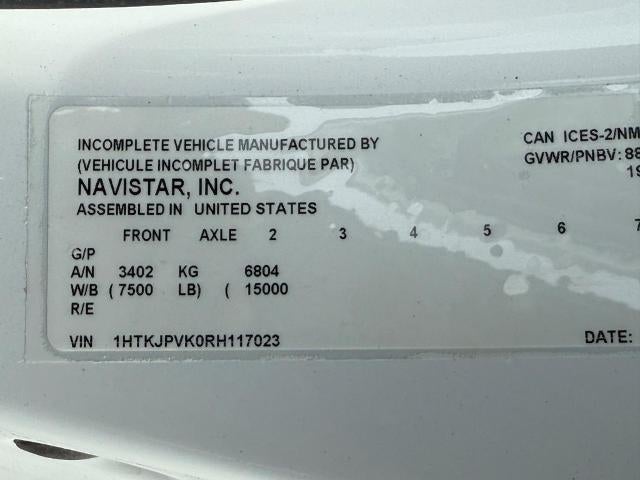 INCOMPLETE VEHICLE MANUFACTURED BY
(VEHICULE INCOMPLET FABRIQUE PAR)
NAVISTAR, INC.
ASSEMBLED IN UNITED STATES
CAN ICES-2/NM
GVWR/PNBV: 88
19
FRONT AXLE 2 3 4 5 6 7
G/P
A/N 3402 KG 6804
W/B ( 7500 LB) ( 15000
R/E
VIN 1HTKJPVK0RH117023
DATE: